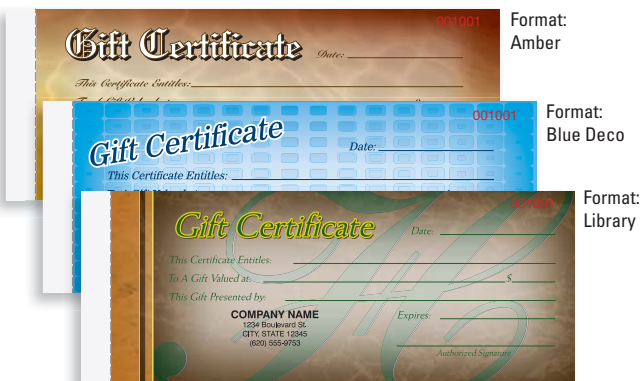 001001
Format:
Amber
Gift Certificate Date:
This Certificate Entitles:
001001
Format:
Blue Deco
Gift Certificate
Date:
This Certificate Entitles:
001001
Format:
Library
Gift Certificate
Date:
This Certificate Entitles:
To A Gift Valued at: $
This Gift Presented by:
COMPANY NAME
1234 Boulevard St.
CITY, STATE 12345
(620) 555-9753
Expires:
Authorized Signature